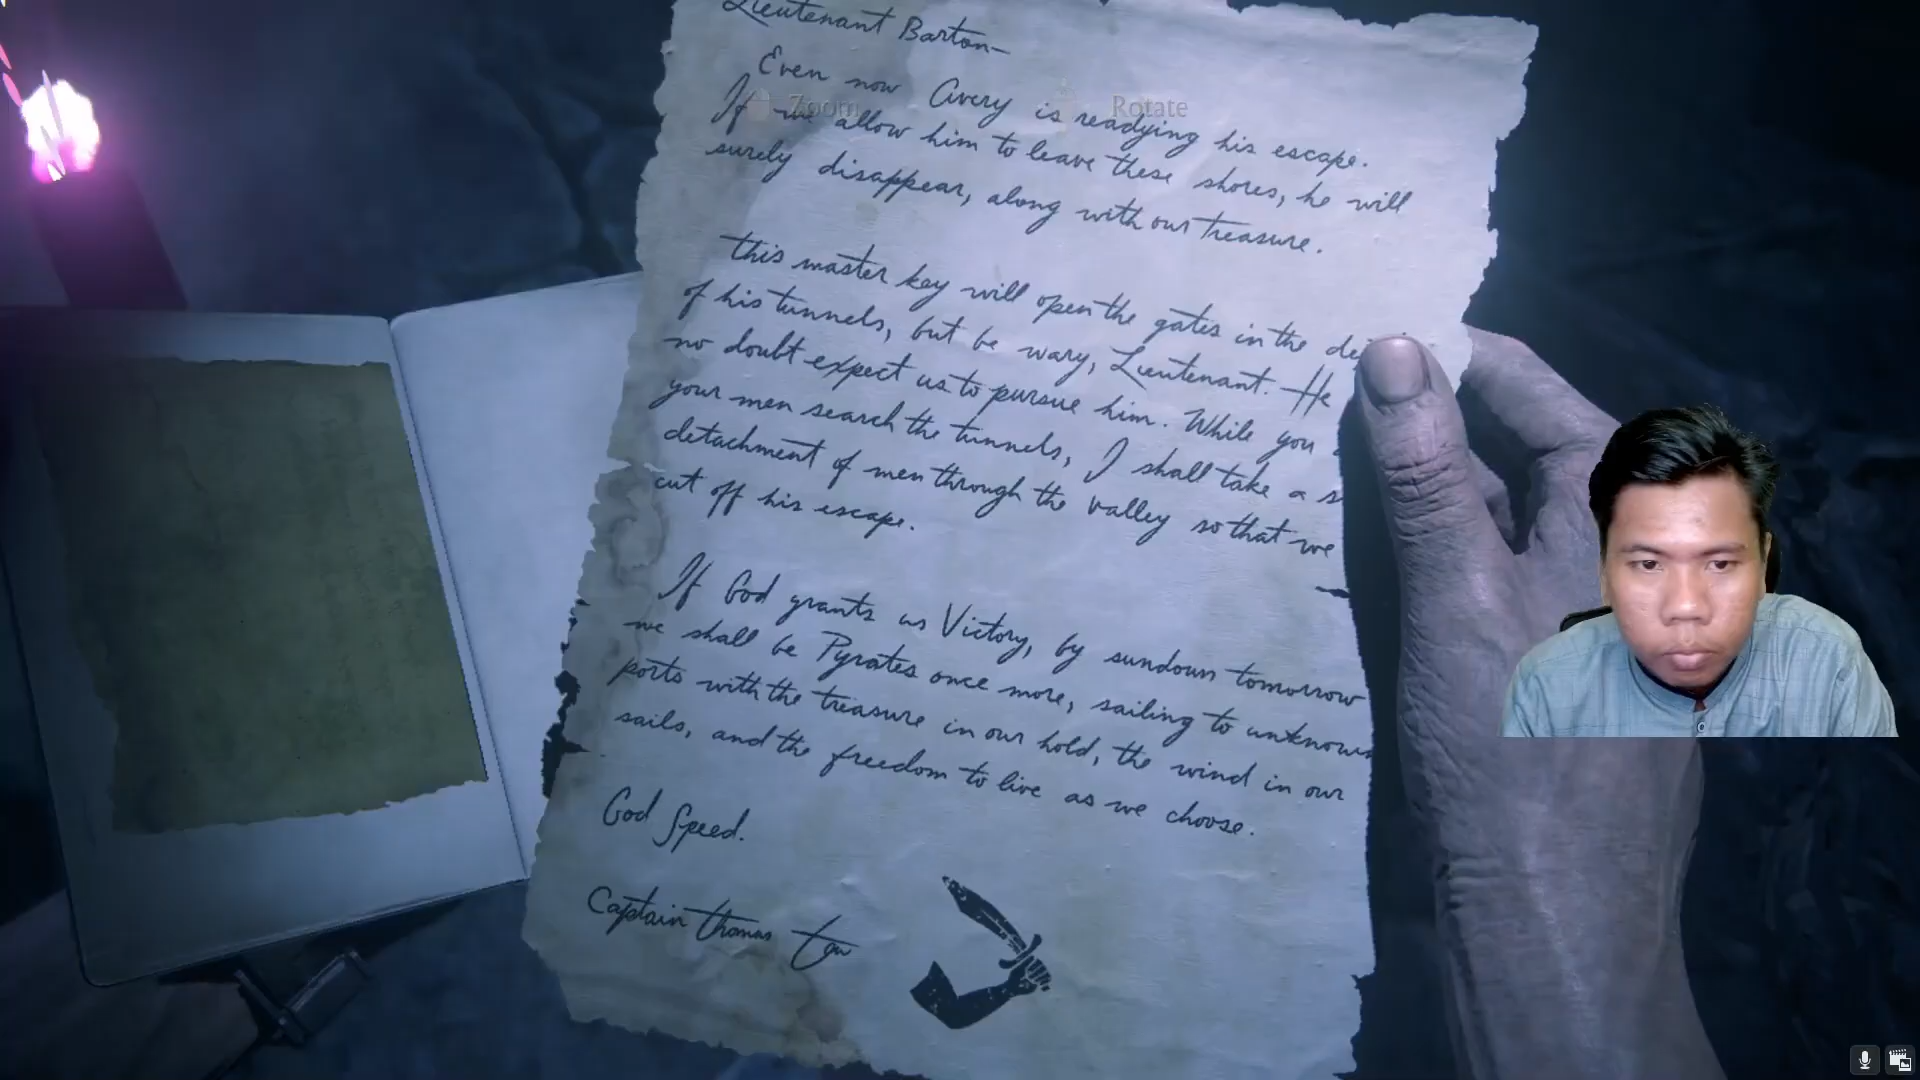 Lieutenant Barton-
Even now Avery is readying his escape.
If we allow him to leave these shores, he will
surely disappear, along with our treasure.
This master key will open the gates in the
of his tunnels, but be wary, Lieutenant. He
no doubt expect us to pursue him. While you
your men search the tunnels, I shall take a
detachment of men through the valley so that we
cut off his escape.
If God grants us Victory, by sundown tomorrow
we shall be Pyrates once more, sailing to unknown
ports with the treasure in our hold, the wind in our
sails, and the freedom to live as we choose.
God Speed.
Captain Thomas Tew
Zoom
Rotate